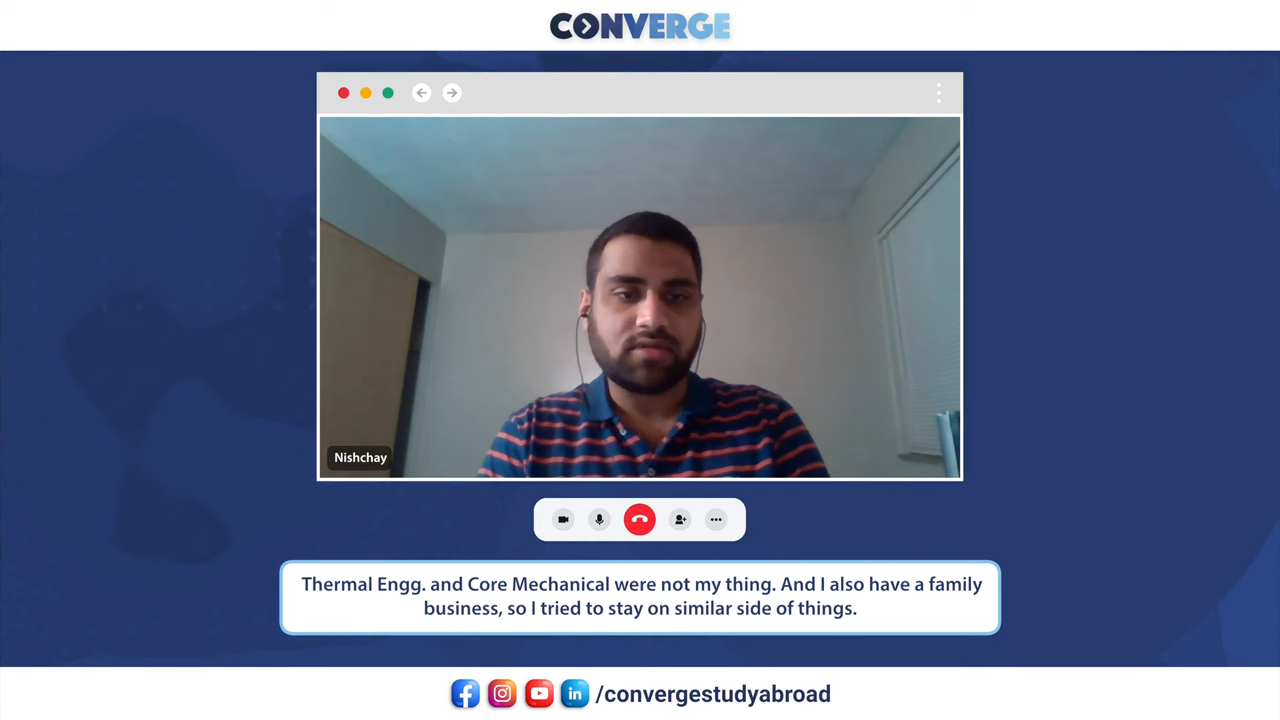 CONVERGE
Nishchay
Thermal Engg. and Core Mechanical were not my thing. And I also have a family
business, so I tried to stay on similar side of things.
/convergestudyabroad